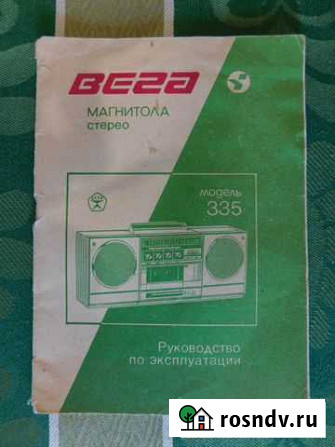 Вега
МАГНИТОЛА
стерео
модель
335
Руководство
по эксплуатации
rosndv.ru